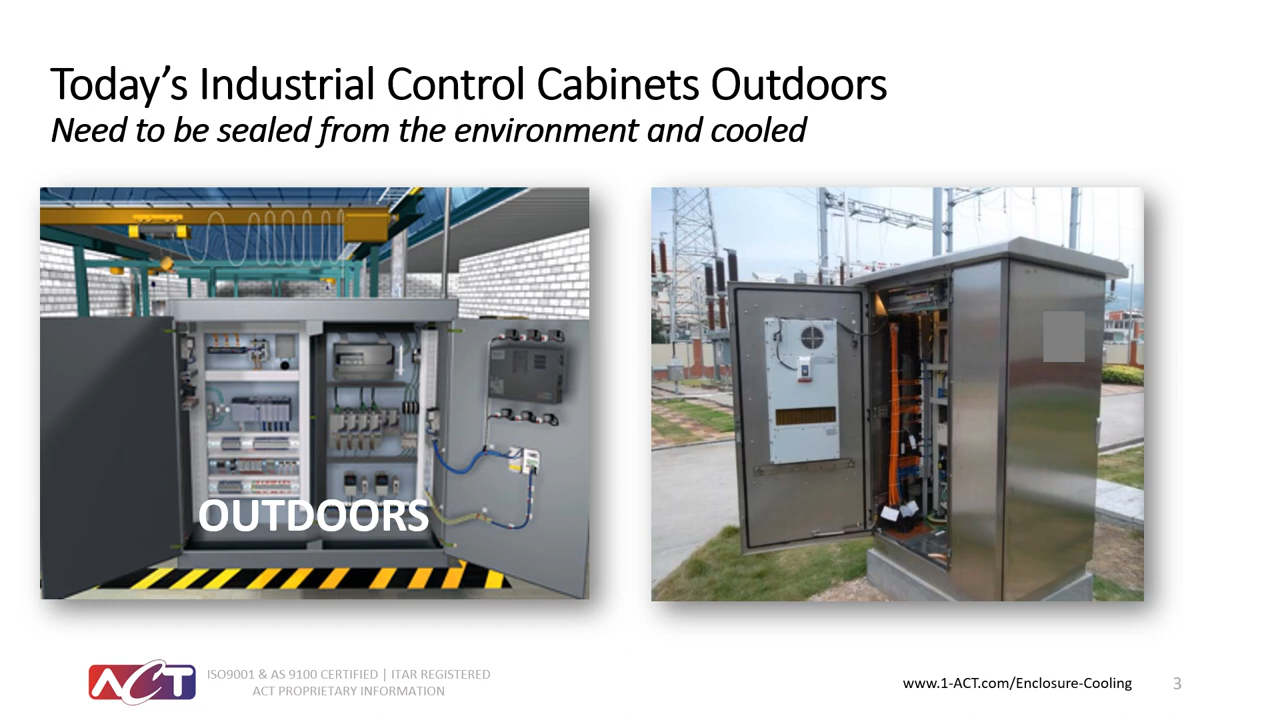 Today’s Industrial Control Cabinets Outdoors
Need to be sealed from the environment and cooled
OUTDOORS
ACT
ISO9001 & AS 9100 CERTIFIED | ITAR REGISTERED
ACT PROPRIETARY INFORMATION
www.1-ACT.com/Enclosure-Cooling
3